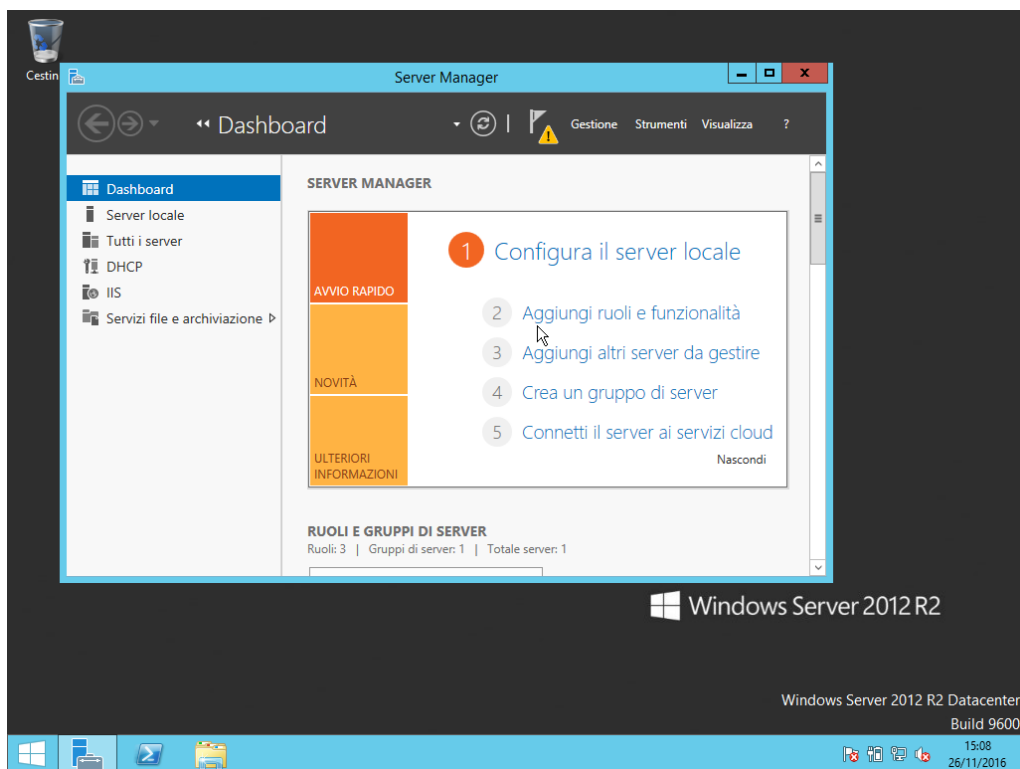 Cestin
Server Manager
Dashboard
Gestione Strumenti Visualizza ?
Dashboard
Server locale
Tutti i server
DHCP
IIS
Servizi file e archiviazione
SERVER MANAGER
AVVIO RAPIDO
NOVITÀ
ULTERIORI
INFORMAZIONI
1 Configura il server locale
2 Aggiungi ruoli e funzionalità
3 Aggiungi altri server da gestire
4 Crea un gruppo di server
5 Connetti il server ai servizi cloud
Nascondi
RUOLI E GRUPPI DI SERVER
Ruoli: 3 | Gruppi di server: 1 | Totale server: 1
Windows Server 2012 R2
Windows Server 2012 R2 Datacenter
Build 9600
15:08
26/11/2016